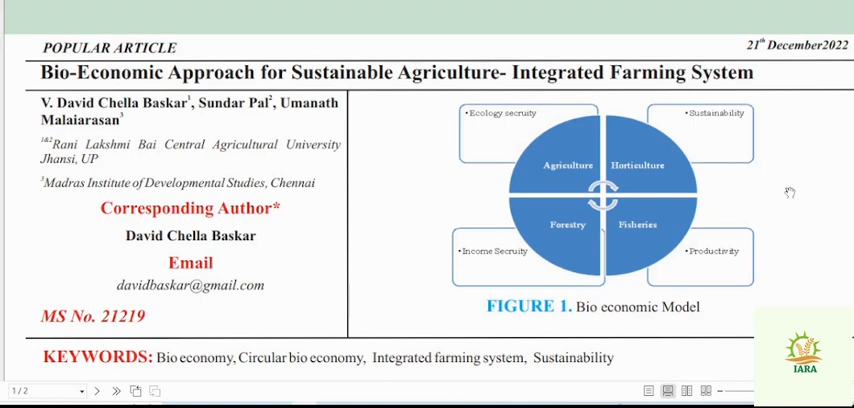 POPULAR ARTICLE
21th December2022
Bio-Economic Approach for Sustainable Agriculture- Integrated Farming System
V. David Chella Baskar1, Sundar Pal2, Umanath
Malaiarasan3
1&2Rani Lakshmi Bai Central Agricultural University
Jhansi, UP
3Madras Institute of Developmental Studies, Chennai
Corresponding Author*
David Chella Baskar
Email
davidbaskar@gmail.com
MS No. 21219
• Ecology secruity
• Sustainability
Agriculture
Horticulture
Forestry
Fisheries
• Income Secruity
• Productivity
FIGURE 1. Bio economic Model
KEYWORDS: Bio economy, Circular bio economy, Integrated farming system, Sustainability
IARA
1/2